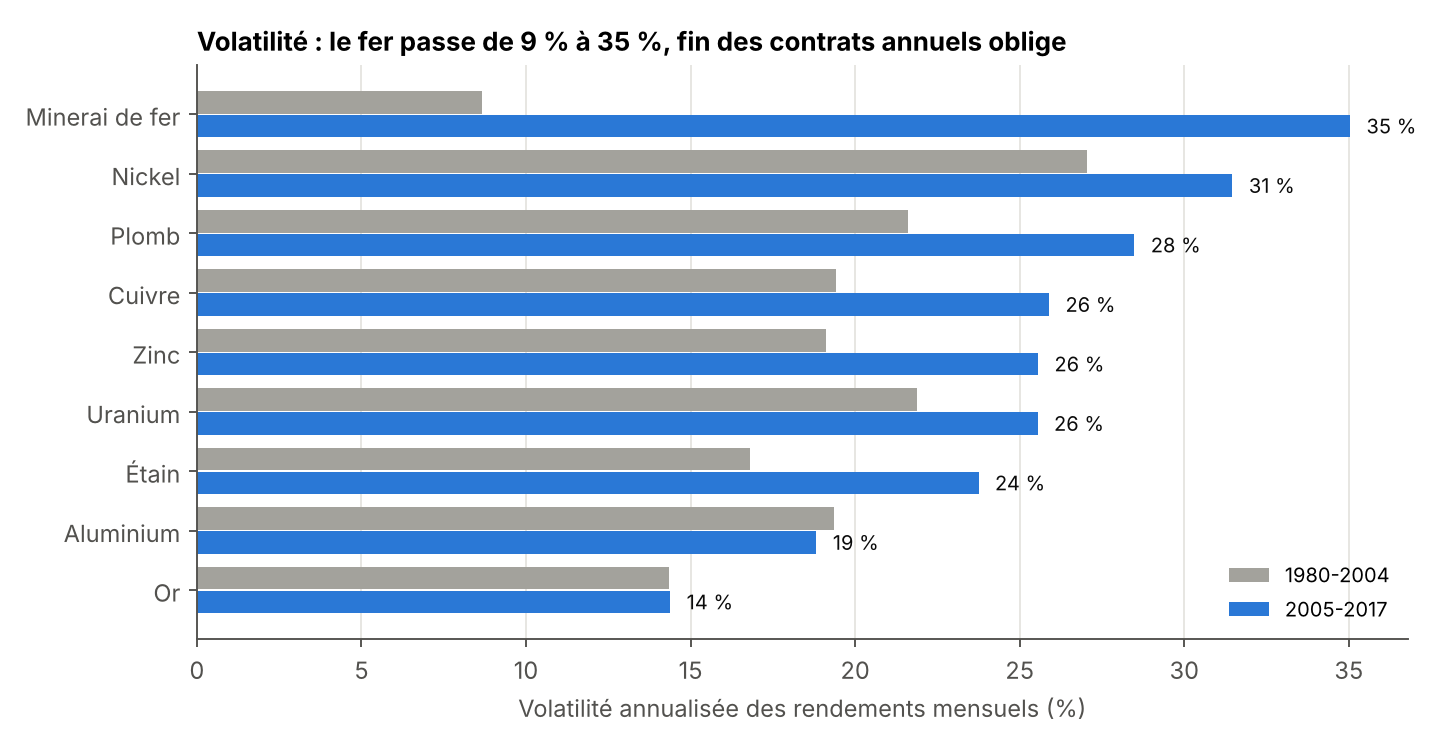 Volatilité : le fer passe de 9 % à 35 %, fin des contrats annuels oblige
Minerai de fer
35 %
Nickel
31 %
Plomb
28 %
Cuivre
26 %
Zinc
26 %
Uranium
26 %
Étain
24 %
Aluminium
19 %
Or
14 %
1980-2004
2005-2017
0 5 10 15 20 25 30 35
Volatilité annualisée des rendements mensuels (%)